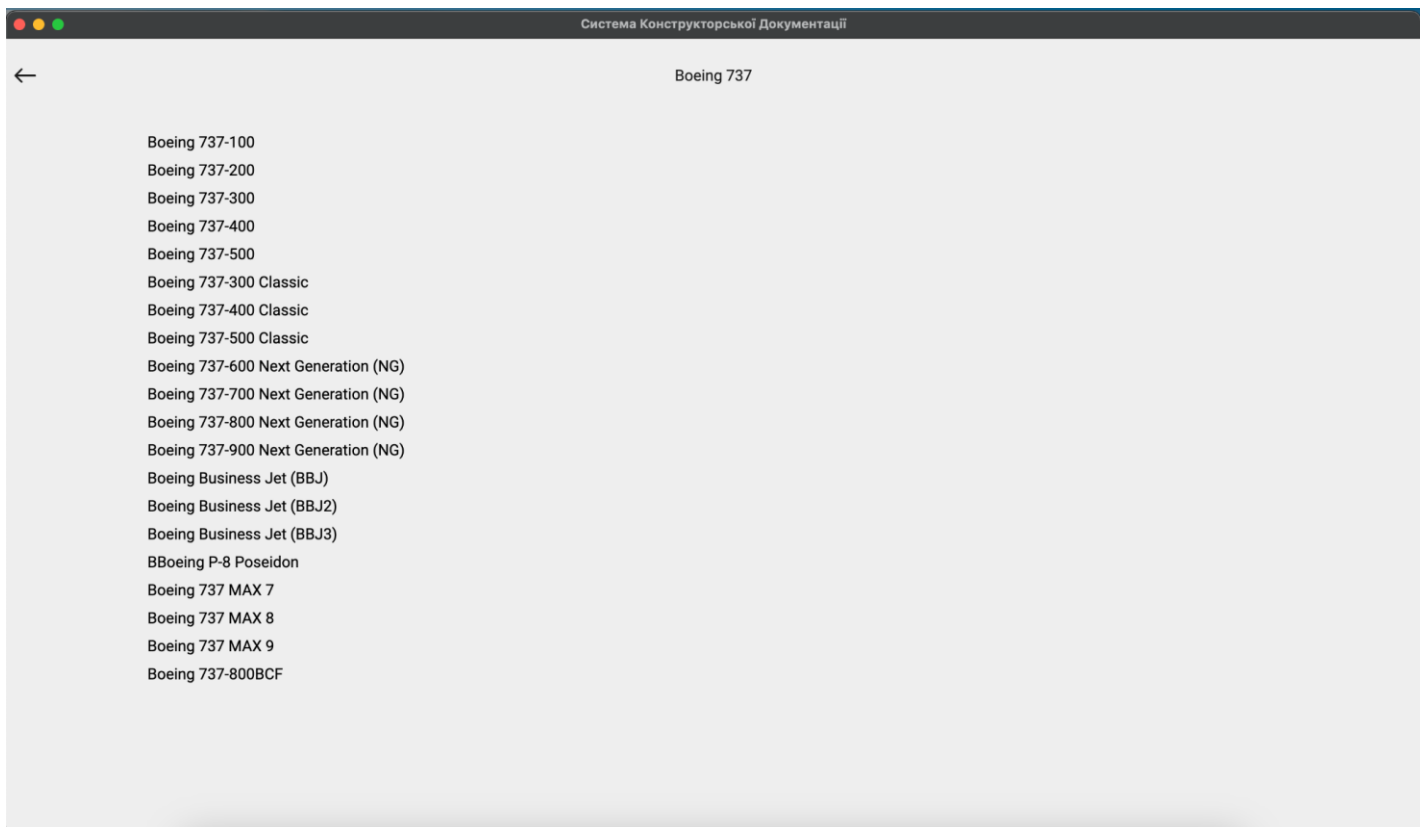 Система Конструкторської Документації
Boeing 737
Boeing 737-100
Boeing 737-200
Boeing 737-300
Boeing 737-400
Boeing 737-500
Boeing 737-300 Classic
Boeing 737-400 Classic
Boeing 737-500 Classic
Boeing 737-600 Next Generation (NG)
Boeing 737-700 Next Generation (NG)
Boeing 737-800 Next Generation (NG)
Boeing 737-900 Next Generation (NG)
Boeing Business Jet (BBJ)
Boeing Business Jet (BBJ2)
Boeing Business Jet (BBJ3)
BBoeing P-8 Poseidon
Boeing 737 MAX 7
Boeing 737 MAX 8
Boeing 737 MAX 9
Boeing 737-800BCF